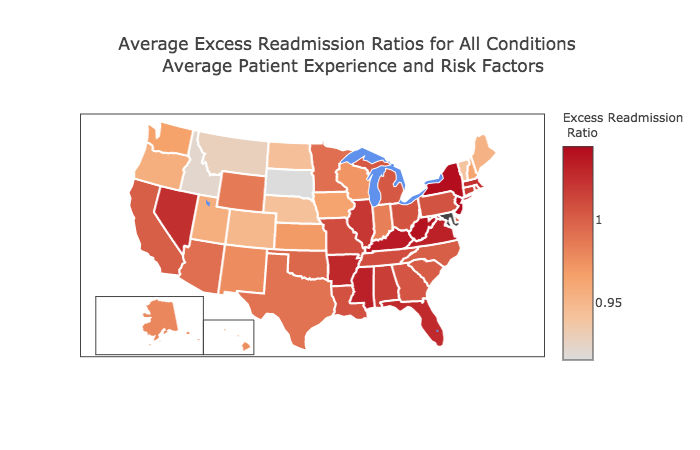 Average Excess Readmission Ratios for All Conditions
Average Patient Experience and Risk Factors
Excess Readmission
Ratio
1
0.95